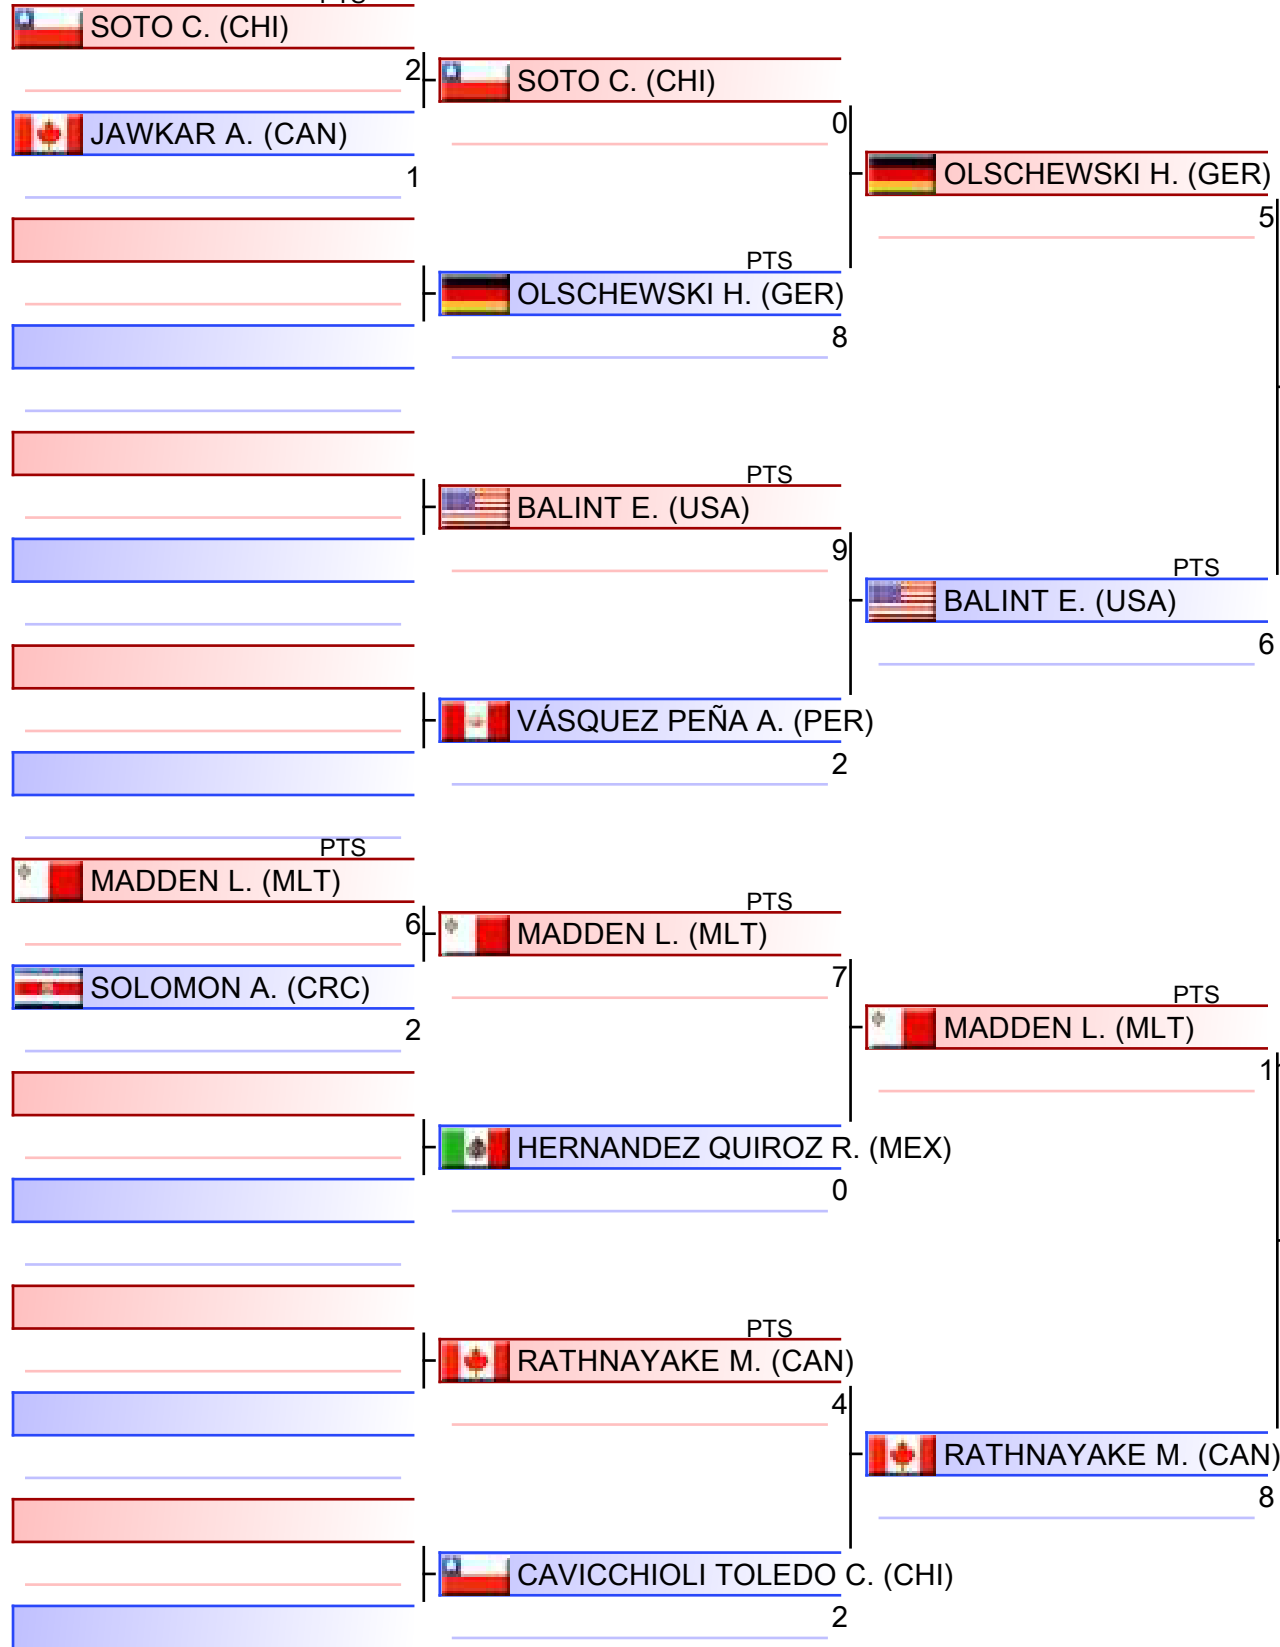 PTS
SOTO C. (CHI)
2
SOTO C. (CHI)
0
JAWKAR A. (CAN)
1
OLSCHEWSKI H. (GER)
5
PTS
OLSCHEWSKI H. (GER)
8
PTS
BALINT E. (USA)
9
PTS
BALINT E. (USA)
6
VÁSQUEZ PEÑA A. (PER)
2
PTS
MADDEN L. (MLT)
6
PTS
MADDEN L. (MLT)
7
SOLOMON A. (CRC)
2
PTS
MADDEN L. (MLT)
1
HERNANDEZ QUIROZ R. (MEX)
0
PTS
RATHNAYAKE M. (CAN)
4
RATHNAYAKE M. (CAN)
8
CAVICCHIOLI TOLEDO C. (CHI)
2